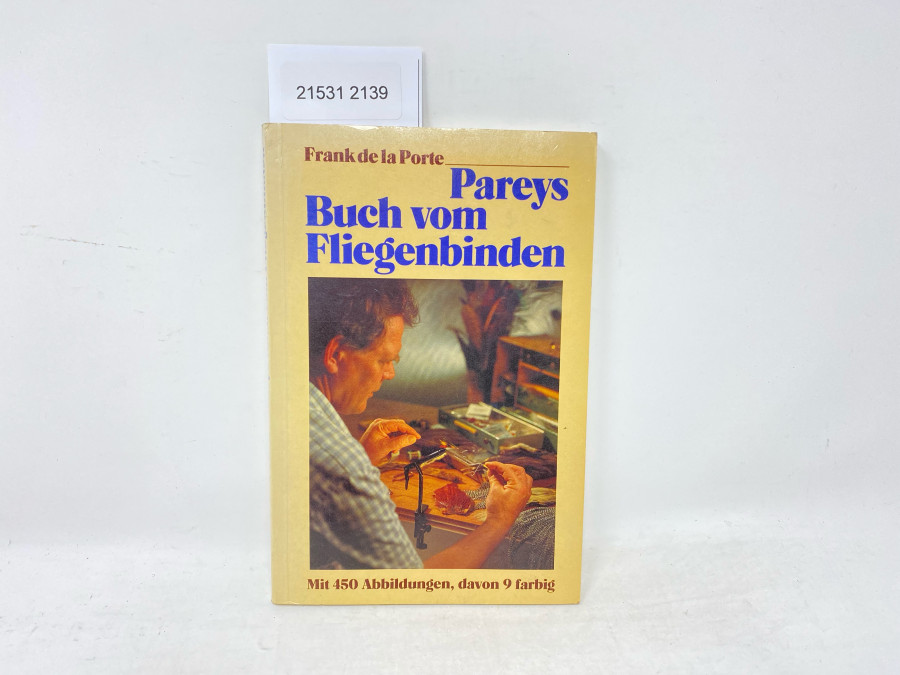 21531 2139
Frank de la Porte
Pareys
Buch vom
Fliegenbinden
Mit 450 Abbildungen, davon 9 farbig